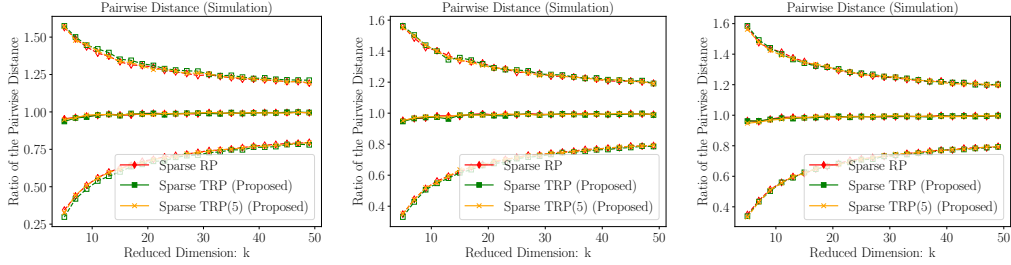 Pairwise Distance (Simulation)
Ratio of the Pairwise Distance
1.50
1.25
1.00
0.75
0.50
0.25
Sparse RP
Sparse TRP (Proposed)
Sparse TRP(5) (Proposed)
10 20 30 40 50
Reduced Dimension: k
Pairwise Distance (Simulation)
Ratio of the Pairwise Distance
1.6
1.4
1.2
1.0
0.8
0.6
0.4
Sparse RP
Sparse TRP (Proposed)
Sparse TRP(5) (Proposed)
10 20 30 40 50
Reduced Dimension: k
Pairwise Distance (Simulation)
Ratio of the Pairwise Distance
1.6
1.4
1.2
1.0
0.8
0.6
0.4
Sparse RP
Sparse TRP (Proposed)
Sparse TRP(5) (Proposed)
10 20 30 40 50
Reduced Dimension: k